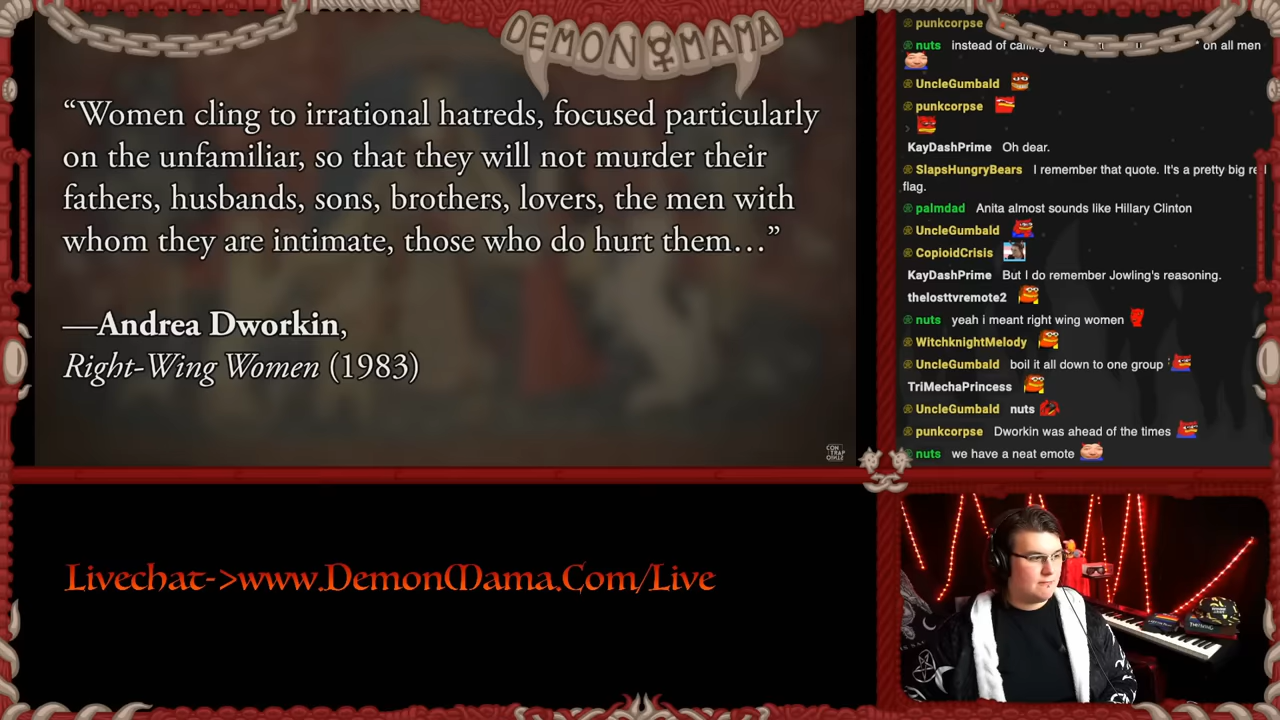 DEMON MAMA
“Women cling to irrational hatreds, focused particularly
on the unfamiliar, so that they will not murder their
fathers, husbands, sons, brothers, lovers, the men with
whom they are intimate, those who do hurt them…”
—Andrea Dworkin,
Right-Wing Women (1983)
CON
TRAP
Livechat->www.DemonMama.Com/Live
punkcorpse
nuts instead of on all men
UncleGumbald
punkcorpse
KayDashPrime Oh dear.
SlapsHungryBears I remember that quote. It's a pretty big
flag.
palmdad Anita almost sounds like Hillary Clinton
UncleGumbald
CopioidCrisis
KayDashPrime But I do remember Jowling's reasoning.
thelosttvremote2
nuts yeah i meant right wing women
WitchknightMelody
UncleGumbald boil it all down to one group
TriMechaPrincess
UncleGumbald nuts
punkcorpse Dworkin was ahead of the times
nuts we have a neat emote